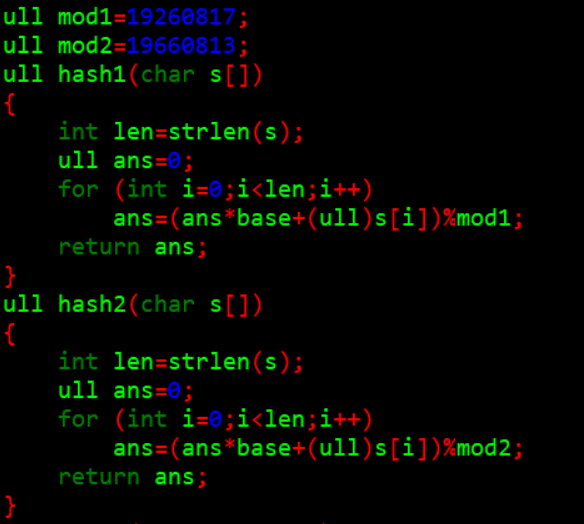 ull mod1=19260817;
ull mod2=19660813;
ull hash1(char s[])
{
    int len=strlen(s);
    ull ans=0;
    for (int i=0;i<len;i++)
        ans=(ans*base+(ull)s[i])%mod1;
    return ans;
}
ull hash2(char s[])
{
    int len=strlen(s);
    ull ans=0;
    for (int i=0;i<len;i++)
        ans=(ans*base+(ull)s[i])%mod2;
    return ans;
}